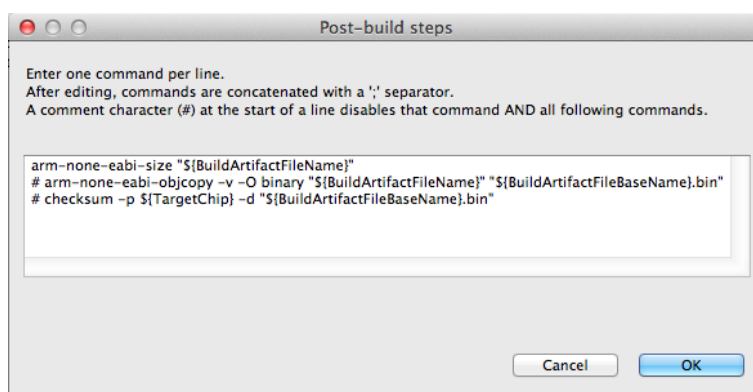 Post-build steps
Enter one command per line.
After editing, commands are concatenated with a ';' separator.
A comment character (#) at the start of a line disables that command AND all following commands.
arm-none-eabi-size "${BuildArtifactFileName}"
# arm-none-eabi-objcopy -v -O binary "${BuildArtifactFileName}" "${BuildArtifactFileBaseName}.bin"
# checksum -p ${TargetChip} -d "${BuildArtifactFileBaseName}.bin"
Cancel OK